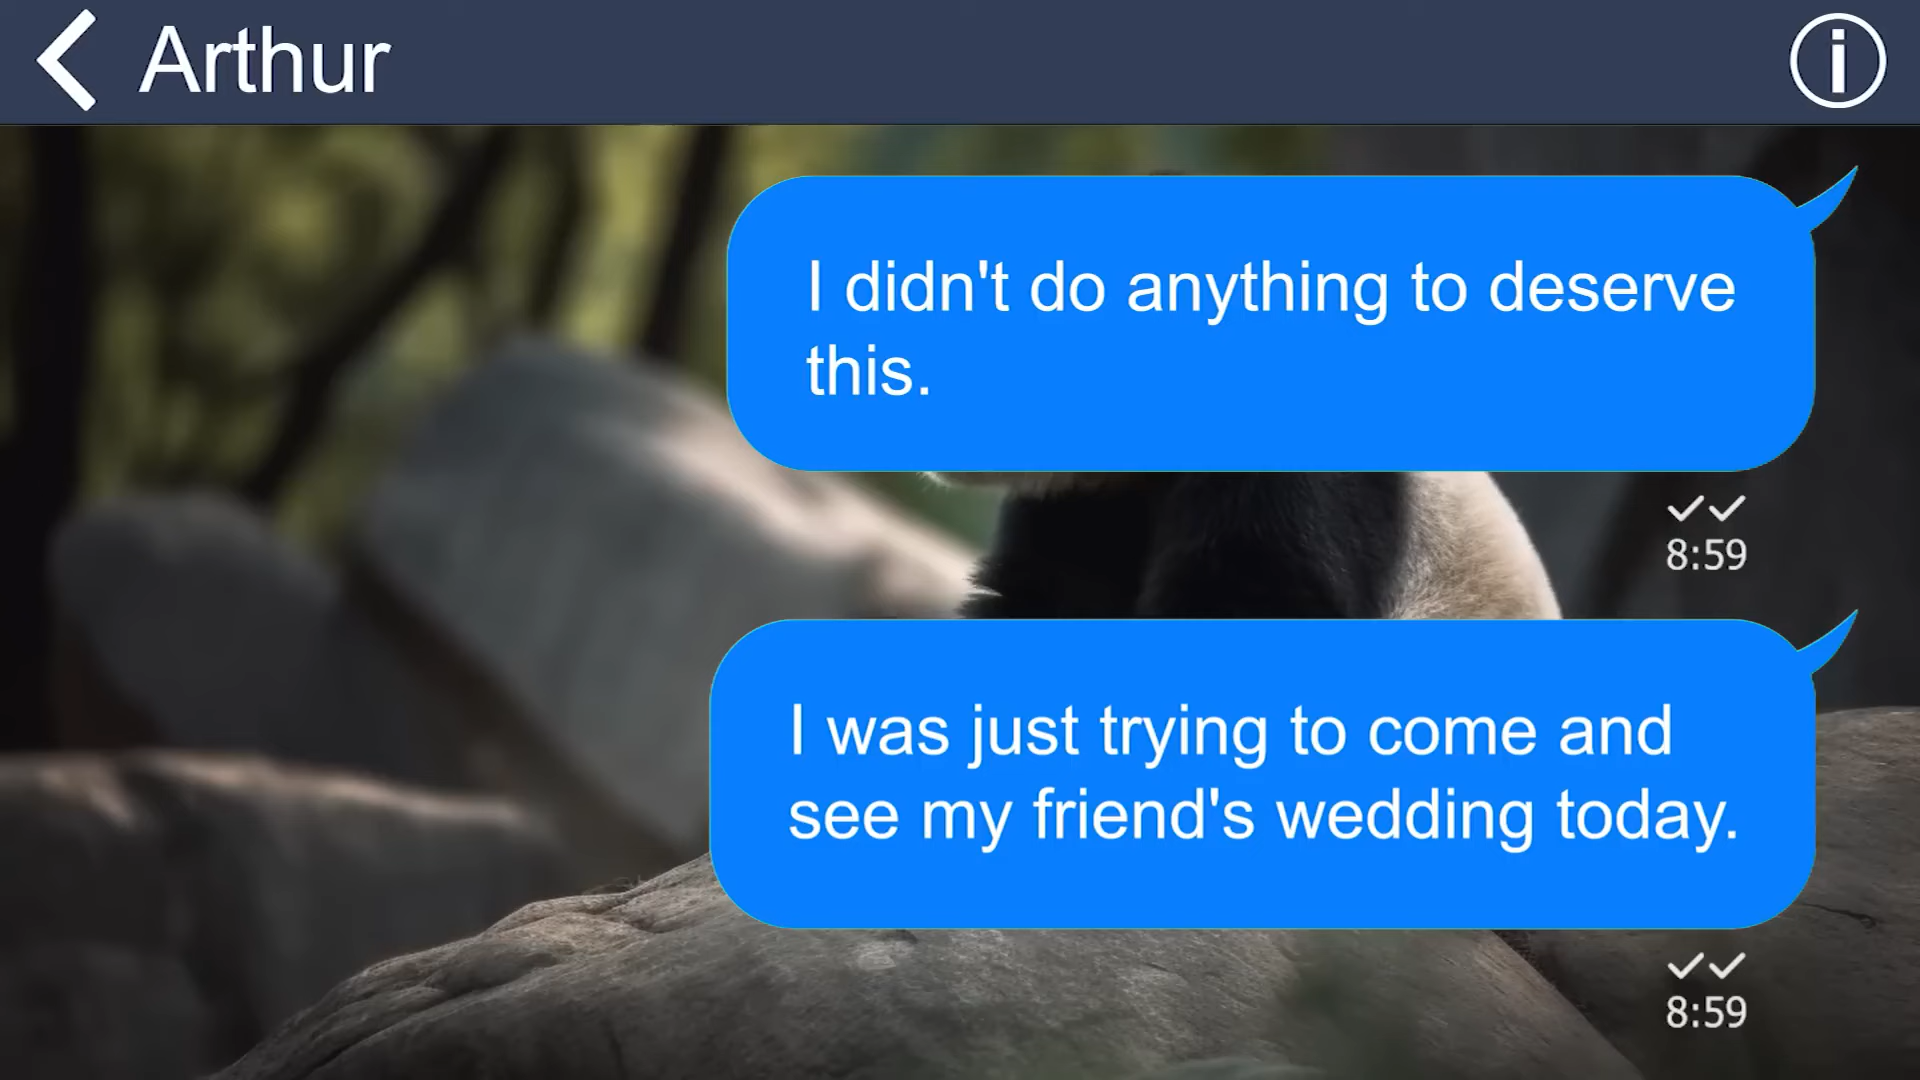 Arthur
I didn't do anything to deserve
this.
8:59
I was just trying to come and
see my friend's wedding today.
8:59